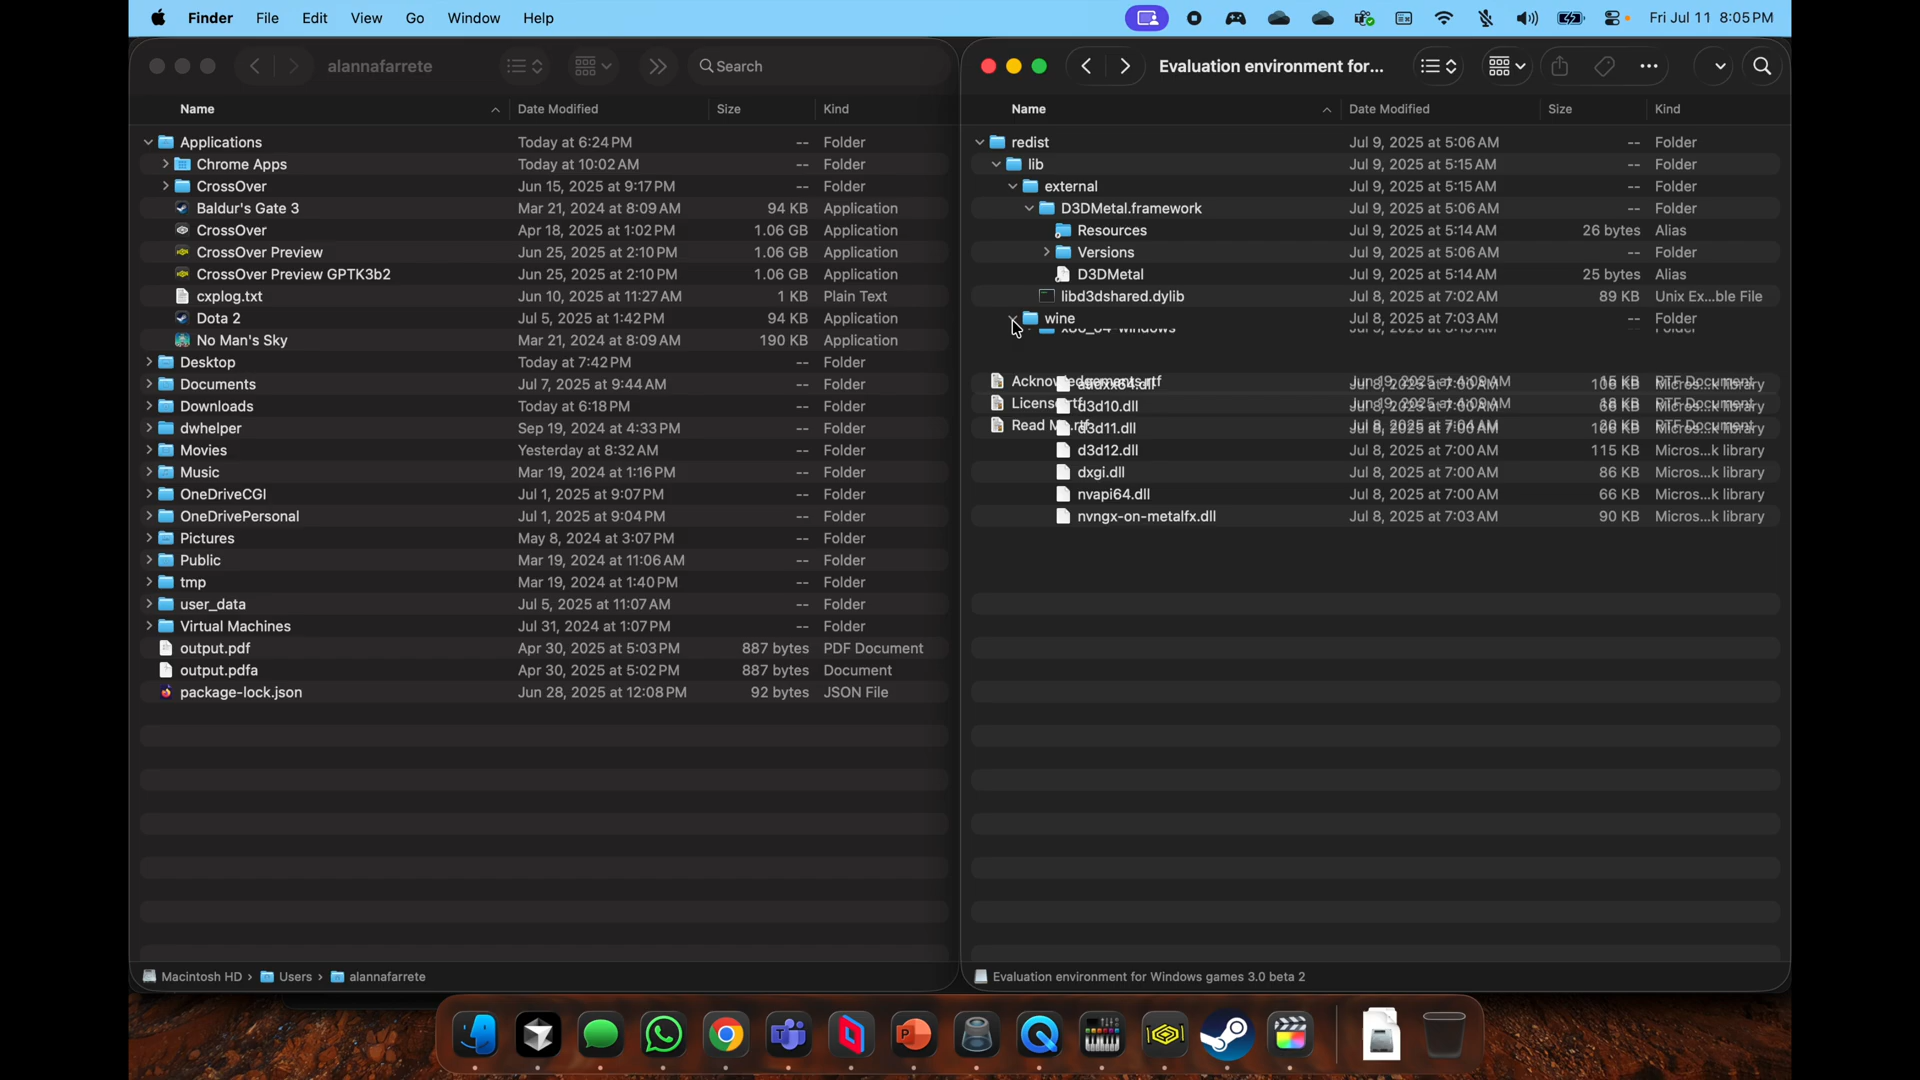 Finder File Edit View Go Window Help
Fri Jul 11 8:05 PM
alannafarrete
Search
Name Date Modified Size Kind
Applications Today at 6:24 PM -- Folder
Chrome Apps Today at 10:02 AM -- Folder
CrossOver Jun 15, 2025 at 9:17 PM -- Folder
Baldur's Gate 3 Mar 21, 2024 at 8:09 AM 94 KB Application
CrossOver Apr 18, 2025 at 1:02 PM 1.06 GB Application
CrossOver Preview Jun 25, 2025 at 2:10 PM 1.06 GB Application
CrossOver Preview GPTK3b2 Jun 25, 2025 at 2:10 PM 1.06 GB Application
cxplog.txt Jun 10, 2025 at 11:27 AM 1 KB Plain Text
Dota 2 Jul 5, 2025 at 1:42 PM 94 KB Application
No Man's Sky Mar 21, 2024 at 8:09 AM 190 KB Application
Desktop Today at 7:42 PM -- Folder
Documents Jul 7, 2025 at 9:44 AM -- Folder
Downloads Today at 6:18 PM -- Folder
dwhelper Sep 19, 2024 at 4:33 PM -- Folder
Movies Yesterday at 8:32 AM -- Folder
Music Mar 19, 2024 at 1:16 PM -- Folder
OneDriveCGI Jul 1, 2025 at 9:07 PM -- Folder
OneDrivePersonal Jul 1, 2025 at 9:04 PM -- Folder
Pictures May 8, 2024 at 3:07 PM -- Folder
Public Mar 19, 2024 at 11:06 AM -- Folder
tmp Mar 19, 2024 at 1:40 PM -- Folder
user_data Jul 5, 2025 at 11:07 AM -- Folder
Virtual Machines Jul 31, 2024 at 1:07 PM -- Folder
output.pdf Apr 30, 2025 at 5:03 PM 887 bytes PDF Document
output.pdfa Apr 30, 2025 at 5:02 PM 887 bytes Document
package-lock.json Jun 28, 2025 at 12:08 PM 92 bytes JSON File
Macintosh HD › Users › alannafarrete
Evaluation environment for...
Name Date Modified Size Kind
redist Jul 9, 2025 at 5:06 AM -- Folder
lib Jul 9, 2025 at 5:15 AM -- Folder
external Jul 9, 2025 at 5:15 AM -- Folder
D3DMetal.framework Jul 9, 2025 at 5:06 AM -- Folder
Resources Jul 9, 2025 at 5:14 AM 26 bytes Alias
Versions Jul 9, 2025 at 5:06 AM -- Folder
D3DMetal Jul 9, 2025 at 5:14 AM 25 bytes Alias
libd3dshared.dylib Jul 8, 2025 at 7:02 AM 89 KB Unix Ex...ble File
wine Jul 8, 2025 at 7:03 AM -- Folder
x86_64-windows
d3d10.dll
d3d11.dll
d3d12.dll Jul 8, 2025 at 7:00 AM 115 KB Micros...k library
dxgi.dll Jul 8, 2025 at 7:00 AM 86 KB Micros...k library
nvapi64.dll Jul 8, 2025 at 7:00 AM 66 KB Micros...k library
nvngx-on-metalfx.dll Jul 8, 2025 at 7:03 AM 90 KB Micros...k library
Evaluation environment for Windows games 3.0 beta 2